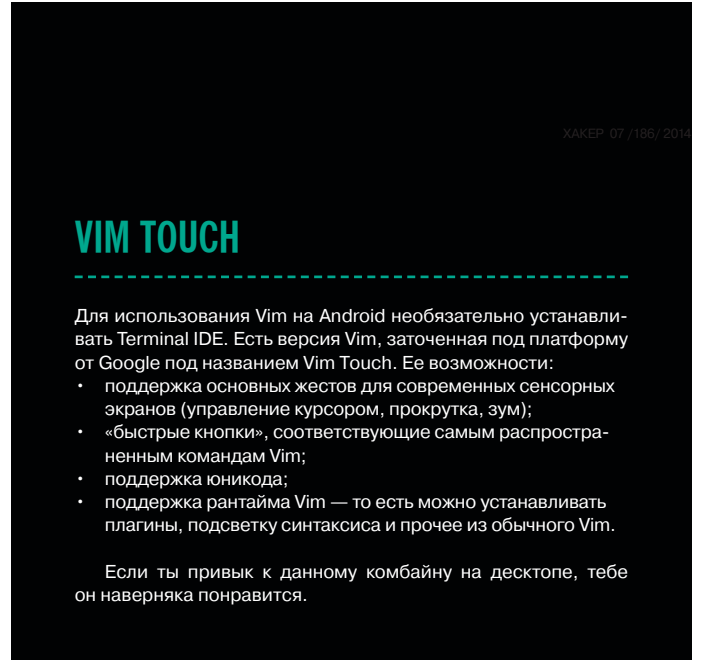 ХАКЕР 07 /186/ 2014
VIM TOUCH
Для использования Vim на Android необязательно устанавли-
вать Terminal IDE. Есть версия Vim, заточенная под платформу
от Google под названием Vim Touch. Ее возможности:
• поддержка основных жестов для современных сенсорных
экранов (управление курсором, прокрутка, зум);
• «быстрые кнопки», соответствующие самым распростра-
ненным командам Vim;
• поддержка юникода;
• поддержка рантайма Vim — то есть можно устанавливать
плагины, подсветку синтаксиса и прочее из обычного Vim.
Если ты привык к данному комбайну на десктопе, тебе
он наверняка понравится.